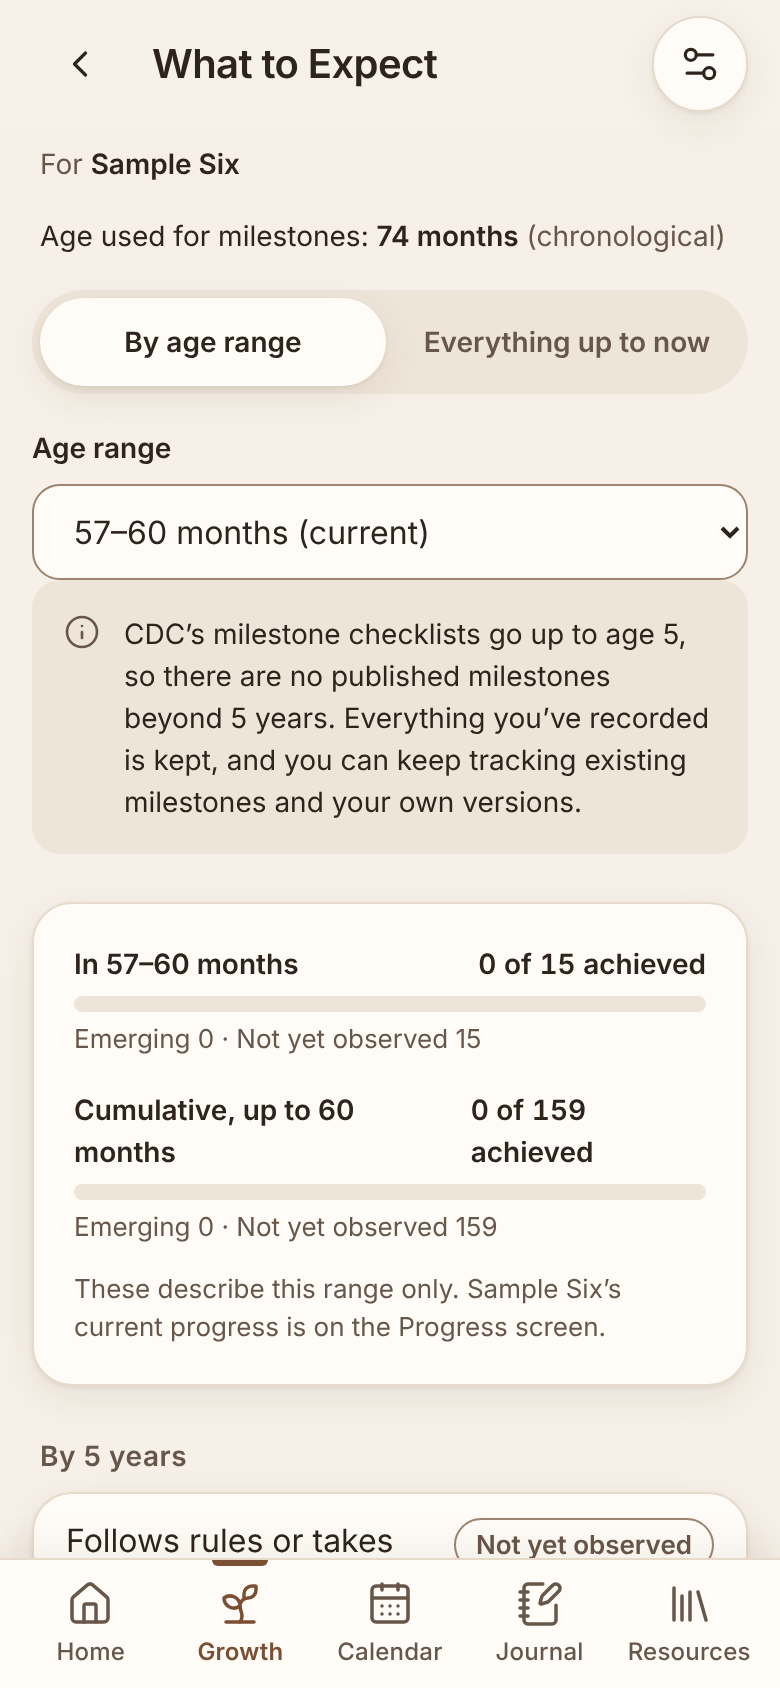 What to Expect
For Sample Six
Age used for milestones: 74 months (chronological)
By age range
Everything up to now
Age range
57–60 months (current)
CDC’s milestone checklists go up to age 5,
so there are no published milestones
beyond 5 years. Everything you’ve recorded
is kept, and you can keep tracking existing
milestones and your own versions.
In 57–60 months
0 of 15 achieved
Emerging 0 · Not yet observed 15
Cumulative, up to 60
months
0 of 159
achieved
Emerging 0 · Not yet observed 159
These describe this range only. Sample Six’s
current progress is on the Progress screen.
By 5 years
Follows rules or takes
Not yet observed
Home
Growth
Calendar
Journal
Resources